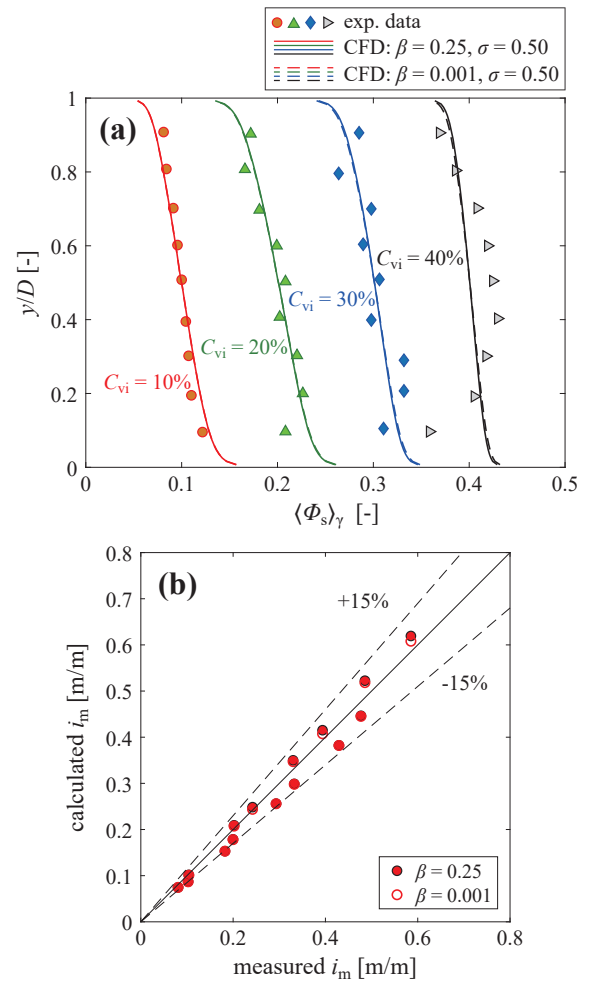 exp. data
CFD: β = 0.25, σ = 0.50
CFD: β = 0.001, σ = 0.50
(a)
1
0.8
0.6
0.4
0.2
0
y/D [-]
C_vi = 40%
C_vi = 30%
C_vi = 20%
C_vi = 10%
0 0.1 0.2 0.3 0.4 0.5
⟨Φ_s⟩_γ [-]
(b)
0.8
0.7
0.6
0.5
0.4
0.3
0.2
0.1
0
calculated i_m [m/m]
+15%
-15%
β = 0.25
β = 0.001
0 0.2 0.4 0.6 0.8
measured i_m [m/m]